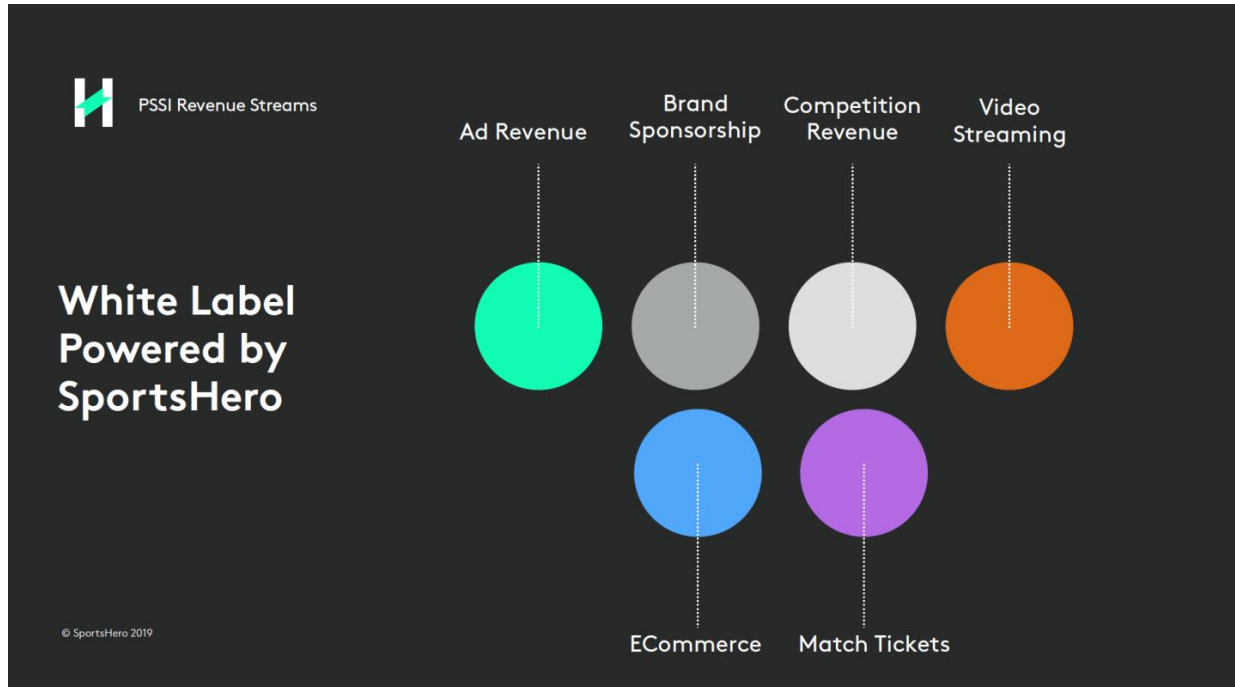 PSSI Revenue Streams
Ad Revenue
Brand
Sponsorship
Competition
Revenue
Video
Streaming
White Label
Powered by
SportsHero
ECommerce
Match Tickets
© SportsHero 2019